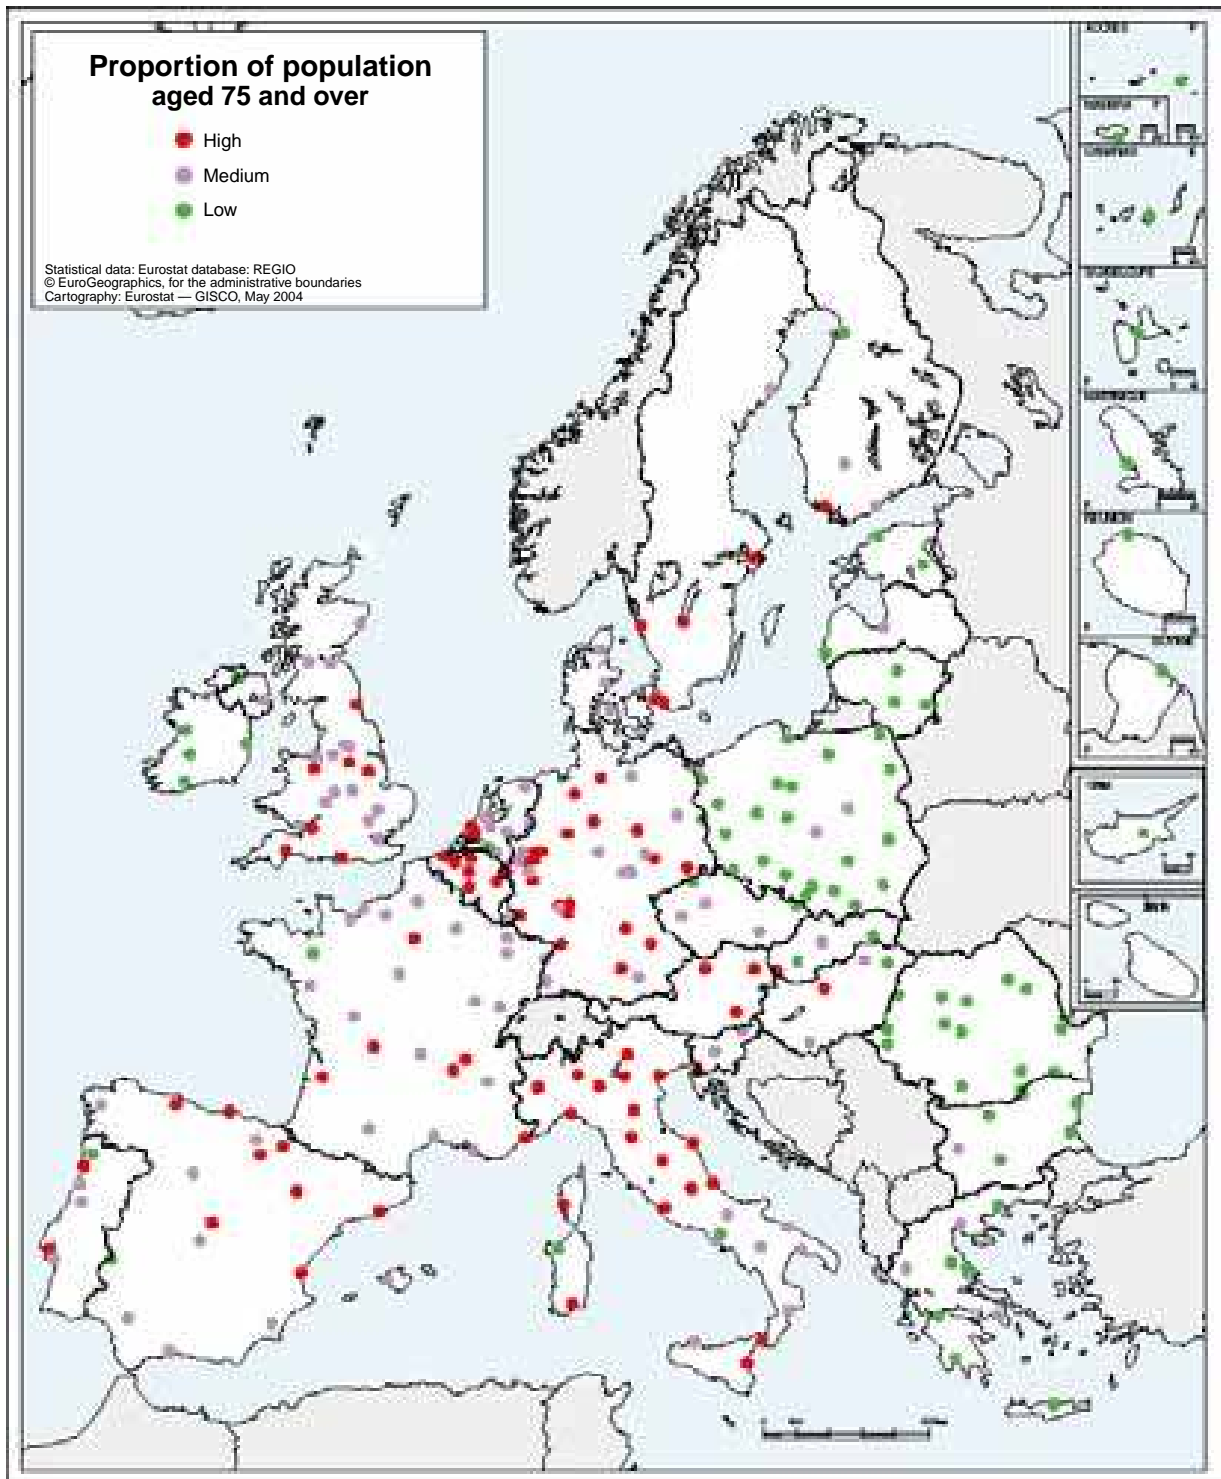 Proportion of population
aged 75 and over
High
Medium
Low
Statistical data: Eurostat database: REGIO
© EuroGeographics, for the administrative boundaries
Cartography: Eurostat — GISCO, May 2004
GUADELOUPE